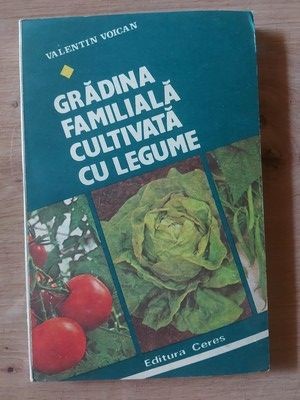 VALENTIN VOICAN
GRĂDINA
FAMILIALĂ
CULTIVATĂ
CU LEGUME
Editura Ceres